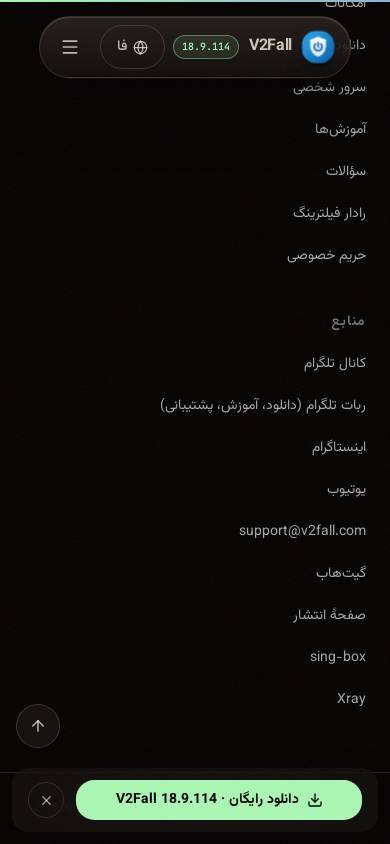 امکانات
V2Fall 18.9.114 فا
سرور شخصی
آموزش‌ها
سؤالات
رادار فیلترینگ
حریم خصوصی
منابع
کانال تلگرام
ربات تلگرام (دانلود، آموزش، پشتیبانی)
اینستاگرام
یوتیوب
support@v2fall.com
گیت‌هاب
صفحهٔ انتشار
sing-box
Xray
دانلود رایگان · V2Fall 18.9.114